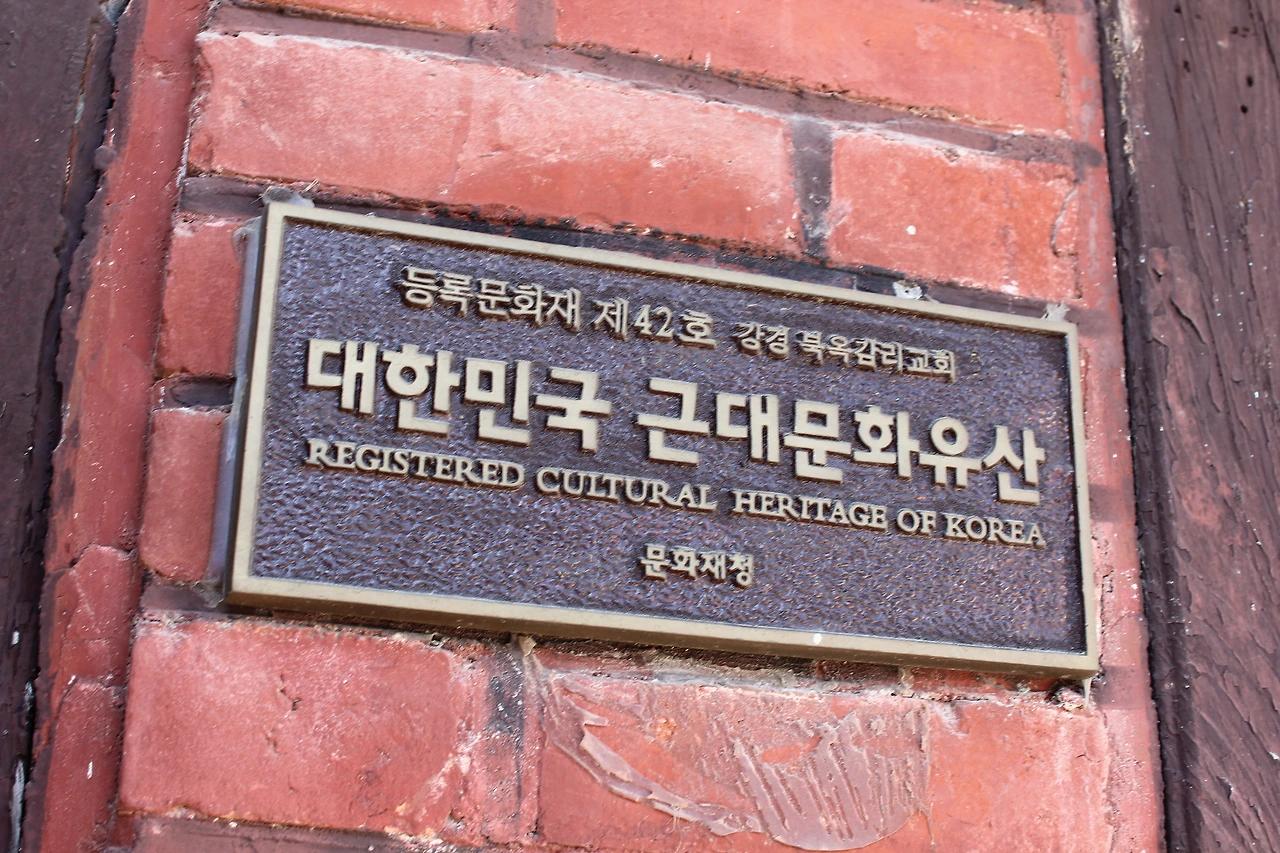 등록문화재 제42호 강경 북옥감리교회
대한민국 근대문화유산
REGISTERED CULTURAL HERITAGE OF KOREA
문화재청